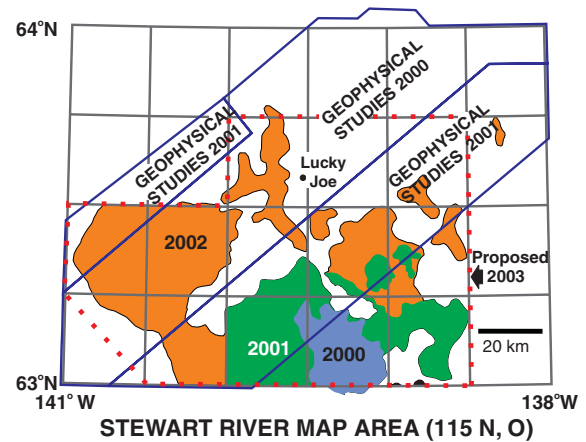 64°N
GEOPHYSICAL
STUDIES 2000
GEOPHYSICAL
STUDIES 2001
GEOPHYSICAL
STUDIES 2001
Lucky
Joe
2002
Proposed
2003
2001
2000
20 km
63°N
141°W
138°W
STEWART RIVER MAP AREA (115 N, O)